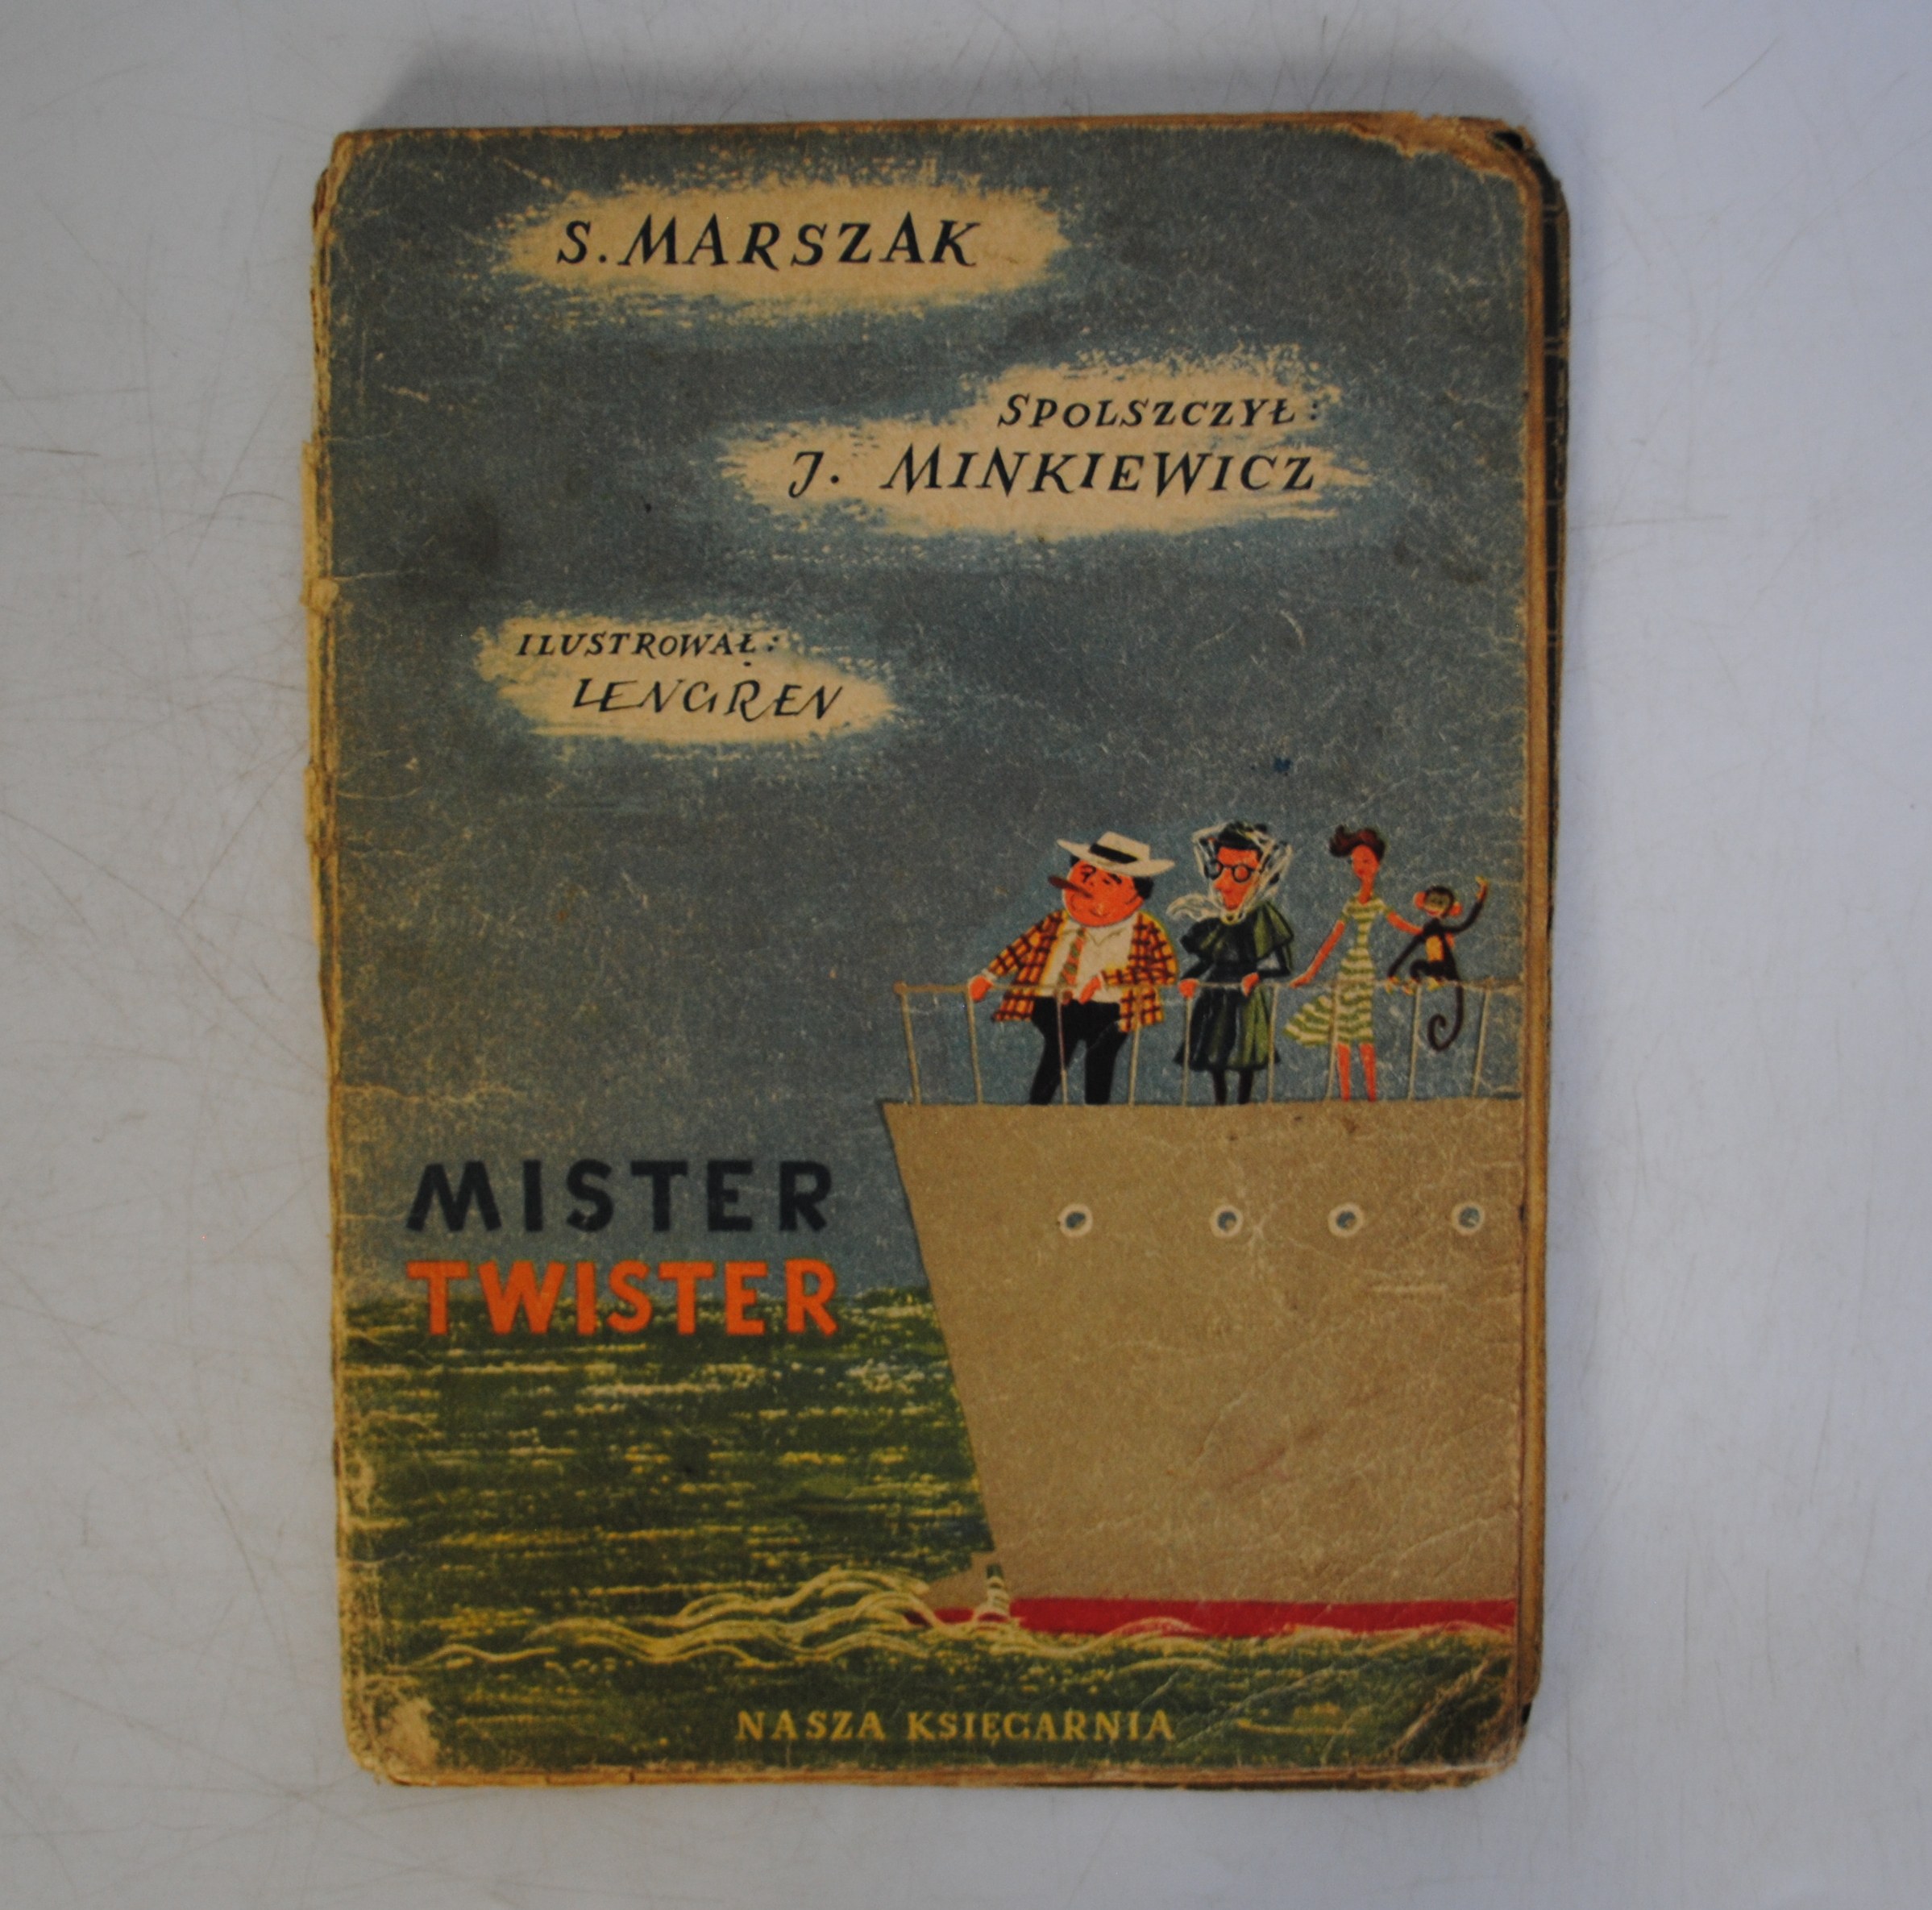 S. MARSZAK
SPOLSZCZYŁ:
J. MINKIEWICZ
ILUSTROWAŁ:
LENGREN
MISTER
TWISTER
NASZA KSIĘGARNIA